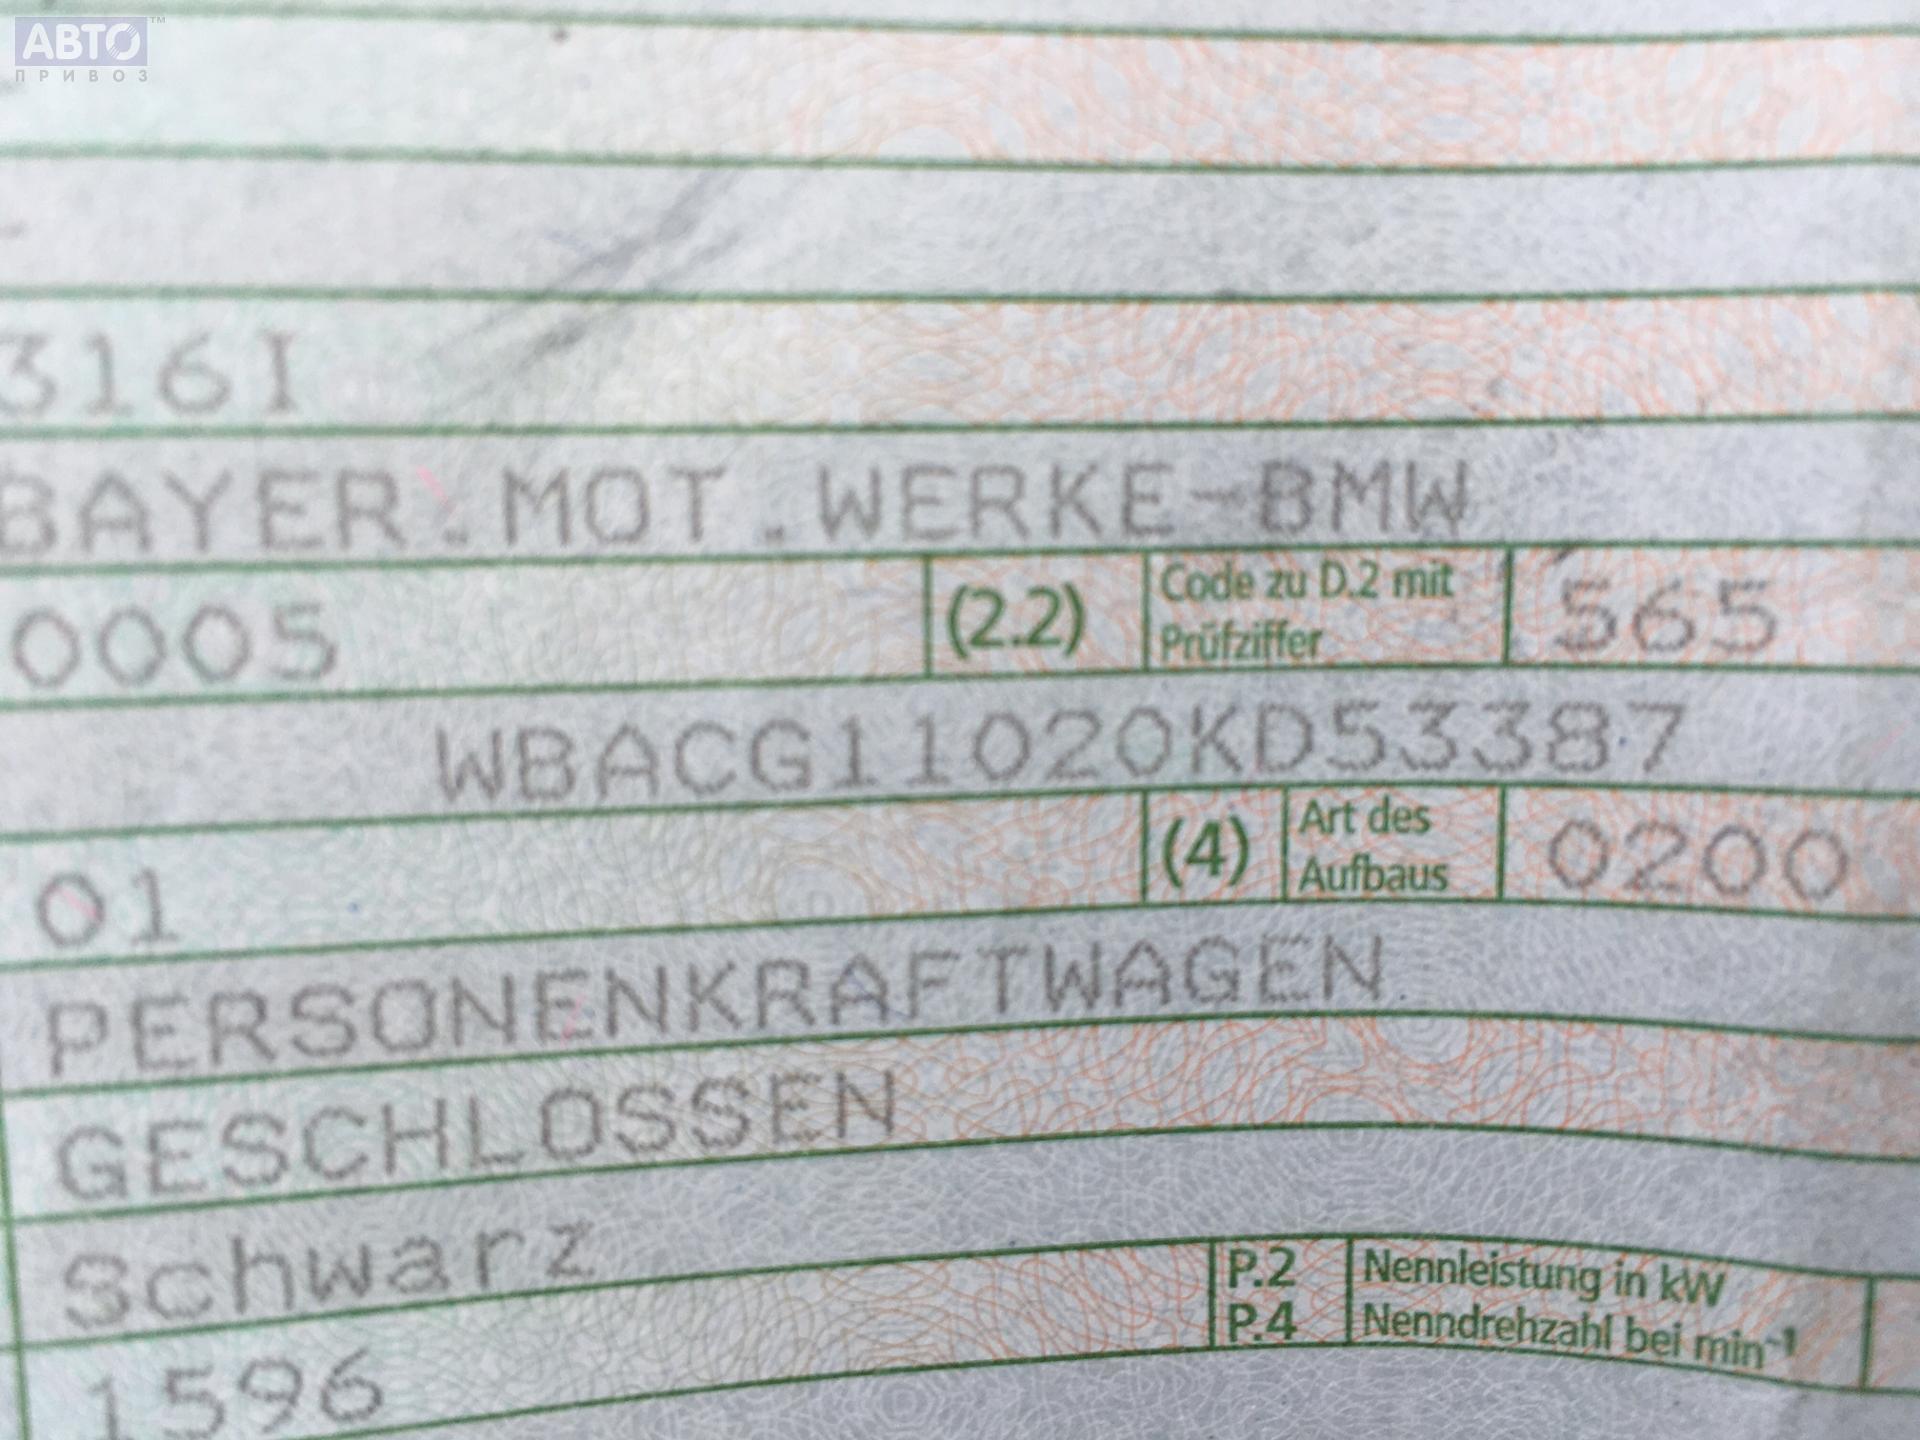 АВТО™
ПРИВОЗ
316I
BAYER.MOT.WERKE-BMW
0005 (2.2) Code zu D.2 mit Prüfziffer 565
WBACG11020KD53387
01 (4) Art des Aufbaus 0200
PERSONENKRAFTWAGEN
GESCHLOSSEN
Schwarz
P.2 Nennleistung in kW
P.4 Nenndrehzahl bei min⁻¹
1596